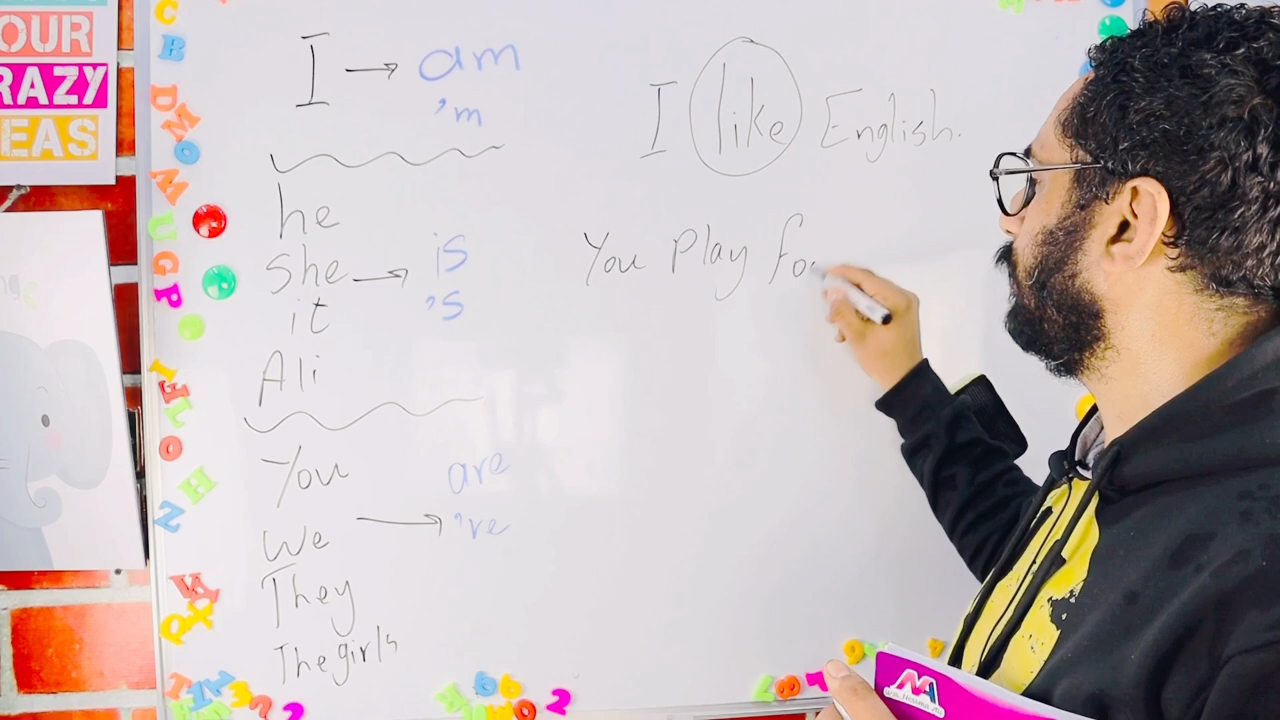 OUR
RAZY
EAS
I → am
'm
he
she → is
it 's
Ali
You are
We → 're
They
The girls
I like English.
You Play fo